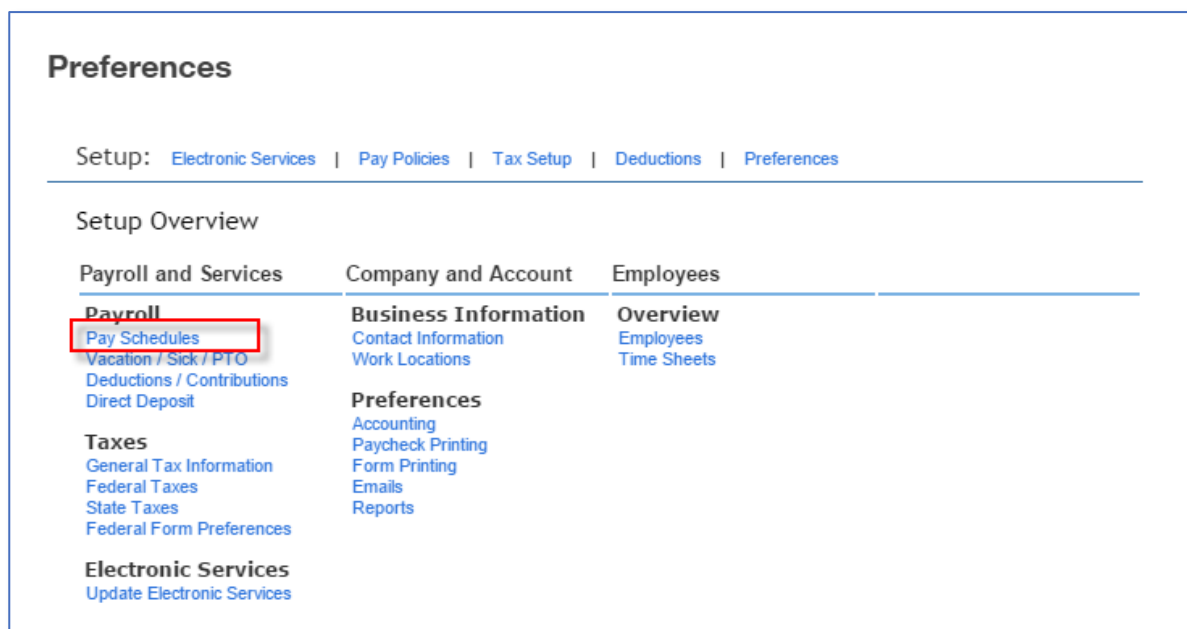 Preferences
Setup: Electronic Services | Pay Policies | Tax Setup | Deductions | Preferences
Setup Overview
Payroll and Services
Payroll
Pay Schedules
Vacation / Sick / PTO
Deductions / Contributions
Direct Deposit
Taxes
General Tax Information
Federal Taxes
State Taxes
Federal Form Preferences
Electronic Services
Update Electronic Services
Company and Account
Business Information
Contact Information
Work Locations
Preferences
Accounting
Paycheck Printing
Form Printing
Emails
Reports
Employees
Overview
Employees
Time Sheets